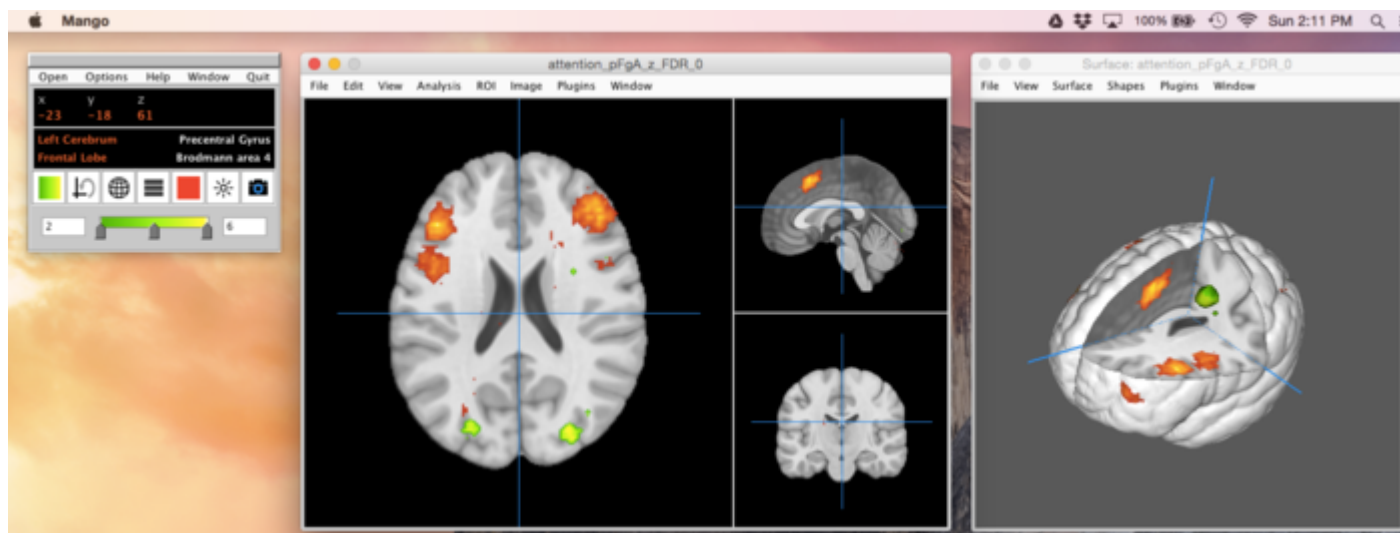 Mango 100% Sun 2:11 PM
Open Options Help Window Quit
x y z
-23 -18 61
Left Cerebrum Precentral Gyrus
Frontal Lobe Brodmann area 4
2 6
attention_pFgA_z_FDR_0
File Edit View Analysis ROI Image Plugins Window
Surface: attention_pFgA_z_FDR_0
File View Surface Shapes Plugins Window